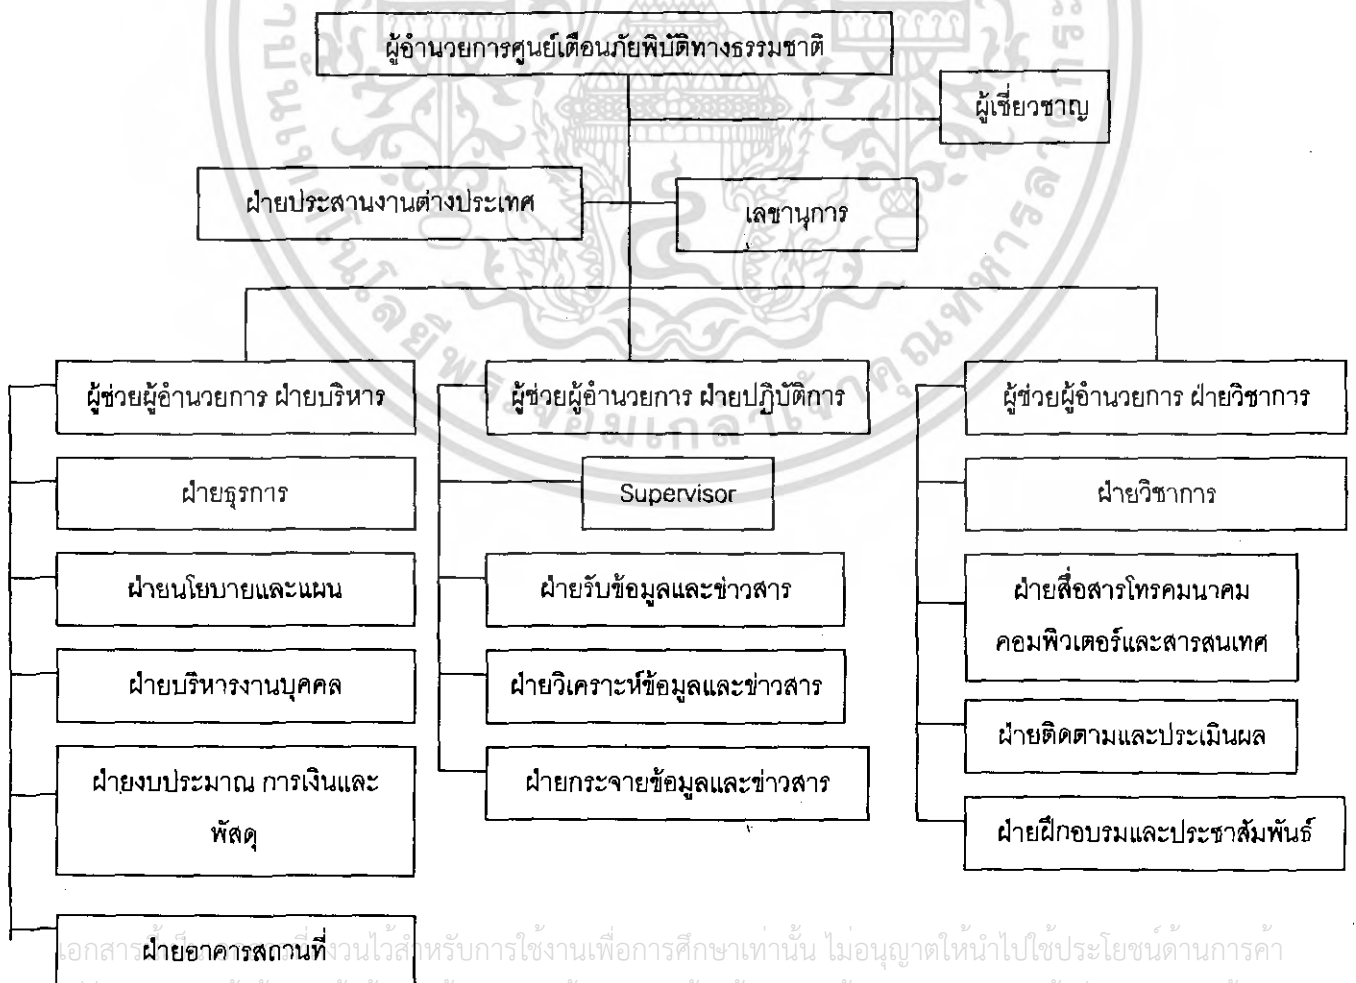 ผู้อำนวยการศูนย์เตือนภัยพิบัติทางธรรมชาติ
ผู้เชี่ยวชาญ
ฝ่ายประสานงานต่างประเทศ
เลขานุการ
ผู้ช่วยผู้อำนวยการ ฝ่ายบริหาร
ฝ่ายธุรการ
ฝ่ายนโยบายและแผน
ฝ่ายบริหารงานบุคคล
ฝ่ายงบประมาณ การเงินและ
พัสดุ
ฝ่ายอาคารสถานที่
ผู้ช่วยผู้อำนวยการ ฝ่ายปฏิบัติการ
Supervisor
ฝ่ายรับข้อมูลและข่าวสาร
ฝ่ายวิเคราะห์ข้อมูลและข่าวสาร
ฝ่ายกระจายข้อมูลและข่าวสาร
ผู้ช่วยผู้อำนวยการ ฝ่ายวิชาการ
ฝ่ายวิชาการ
ฝ่ายสื่อสารโทรคมนาคม
คอมพิวเตอร์และสารสนเทศ
ฝ่ายติดตามและประเมินผล
ฝ่ายฝึกอบรมและประชาสัมพันธ์
สำหรับการใช้งานเพื่อการศึกษาเท่านั้น ไม่อนุญาตให้นำไปใช้ประโยชน์ด้านการค้า